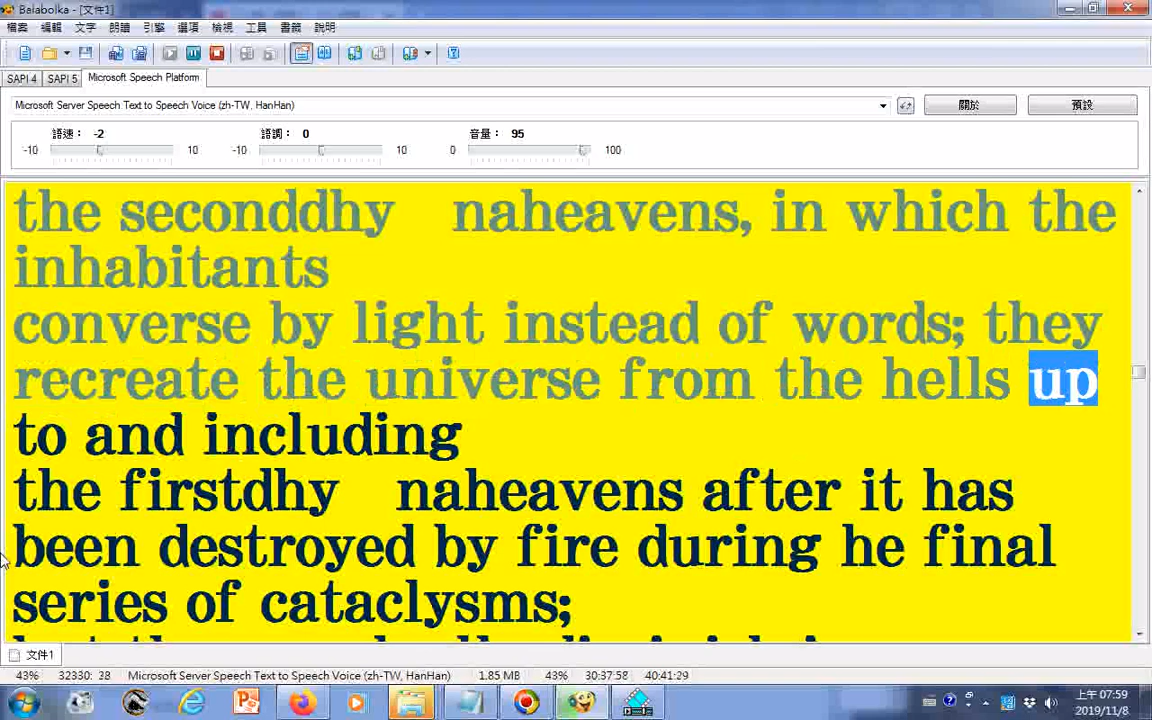 Balabolka - [文件1]
檔案 編輯 文字 朗讀 引擎 選項 檢視 工具 書籤 說明
SAPI 4 SAPI 5 Microsoft Speech Platform
Microsoft Server Speech Text to Speech Voice (zh-TW, HanHan) 關於 預設
語速： -2 語調： 0 音量： 95
-10 10 -10 10 0 100
the seconddhy naheavens, in which the
inhabitants
converse by light instead of words; they
recreate the universe from the hells up
to and including
the firstdhy naheavens after it has
been destroyed by fire during he final
series of cataclysms;
文件1
43% 32330: 28 Microsoft Server Speech Text to Speech Voice (zh-TW, HanHan) 1.85 MB 43% 30:37:58 40:41:29
上午 07:59
2019/11/8